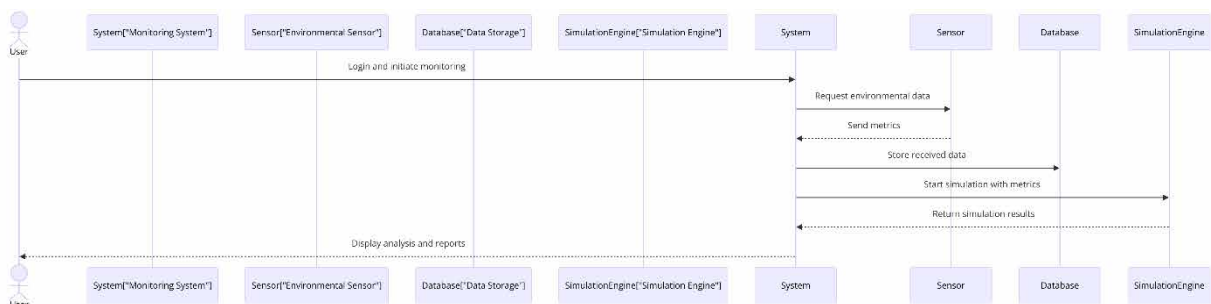 User
System["Monitoring System"]
Sensor["Environmental Sensor"]
Database["Data Storage"]
SimulationEngine["Simulation Engine"]
System
Sensor
Database
SimulationEngine
Login and initiate monitoring
Request environmental data
Send metrics
Store received data
Start simulation with metrics
Return simulation results
Display analysis and reports
User
System["Monitoring System"]
Sensor["Environmental Sensor"]
Database["Data Storage"]
SimulationEngine["Simulation Engine"]
System
Sensor
Database
SimulationEngine